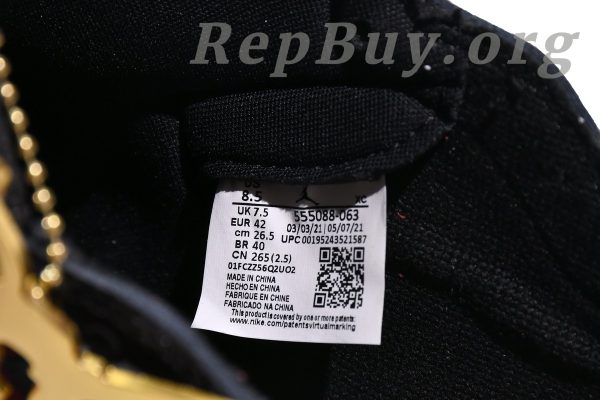 RepBuy.org
8.5
XC
UK 7.5
555088-063
EUR 42
03/03/21 05/07/21
cm 26.5
UPC 00195243521587
BR 40
CN 265 (2.5)
01FCZZ56Q2UO2
MADE IN CHINA
HECHO EN CHINA
FABRIQUE EN CHINE
FABRICADO NA CHINA
This product is covered by one or more of
www.nike.com/patentsvirtualmarking